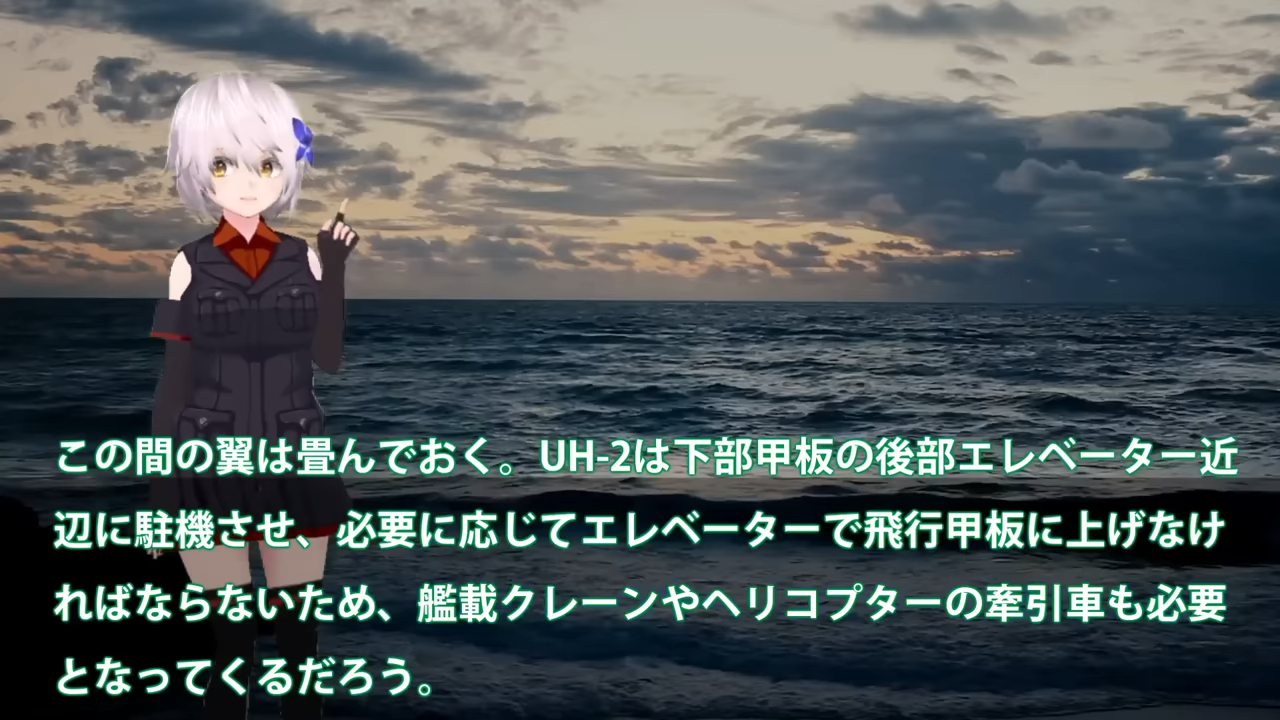 この間の翼は畳んでおく。UH-2は下部甲板の後部エレベーター近
辺に駐機させ、必要に応じてエレベーターで飛行甲板に上げなけ
ればならないため、艦載クレーンやヘリコプターの牽引車も必要
となってくるだろう。